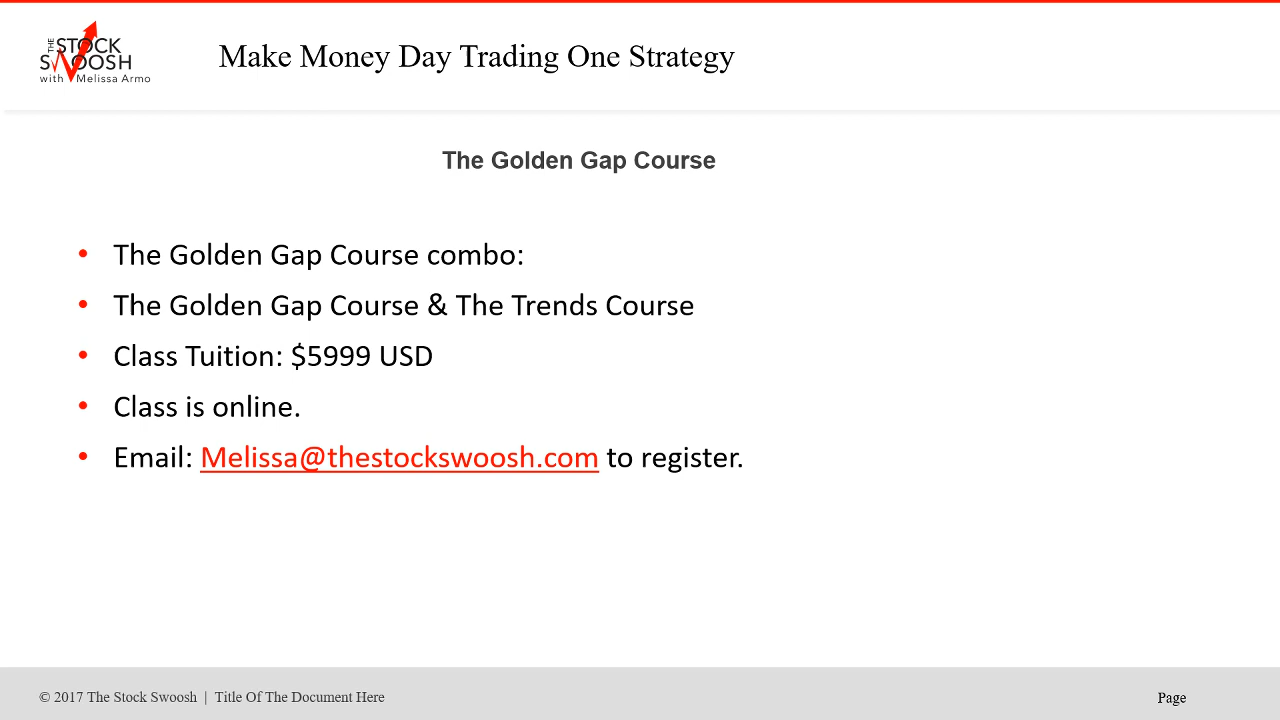 THE
STOCK
SWOOSH
with Melissa Armo
Make Money Day Trading One Strategy
The Golden Gap Course
• The Golden Gap Course combo:
• The Golden Gap Course & The Trends Course
• Class Tuition: $5999 USD
• Class is online.
• Email: Melissa@thestockswoosh.com to register.
© 2017 The Stock Swoosh | Title Of The Document Here
Page